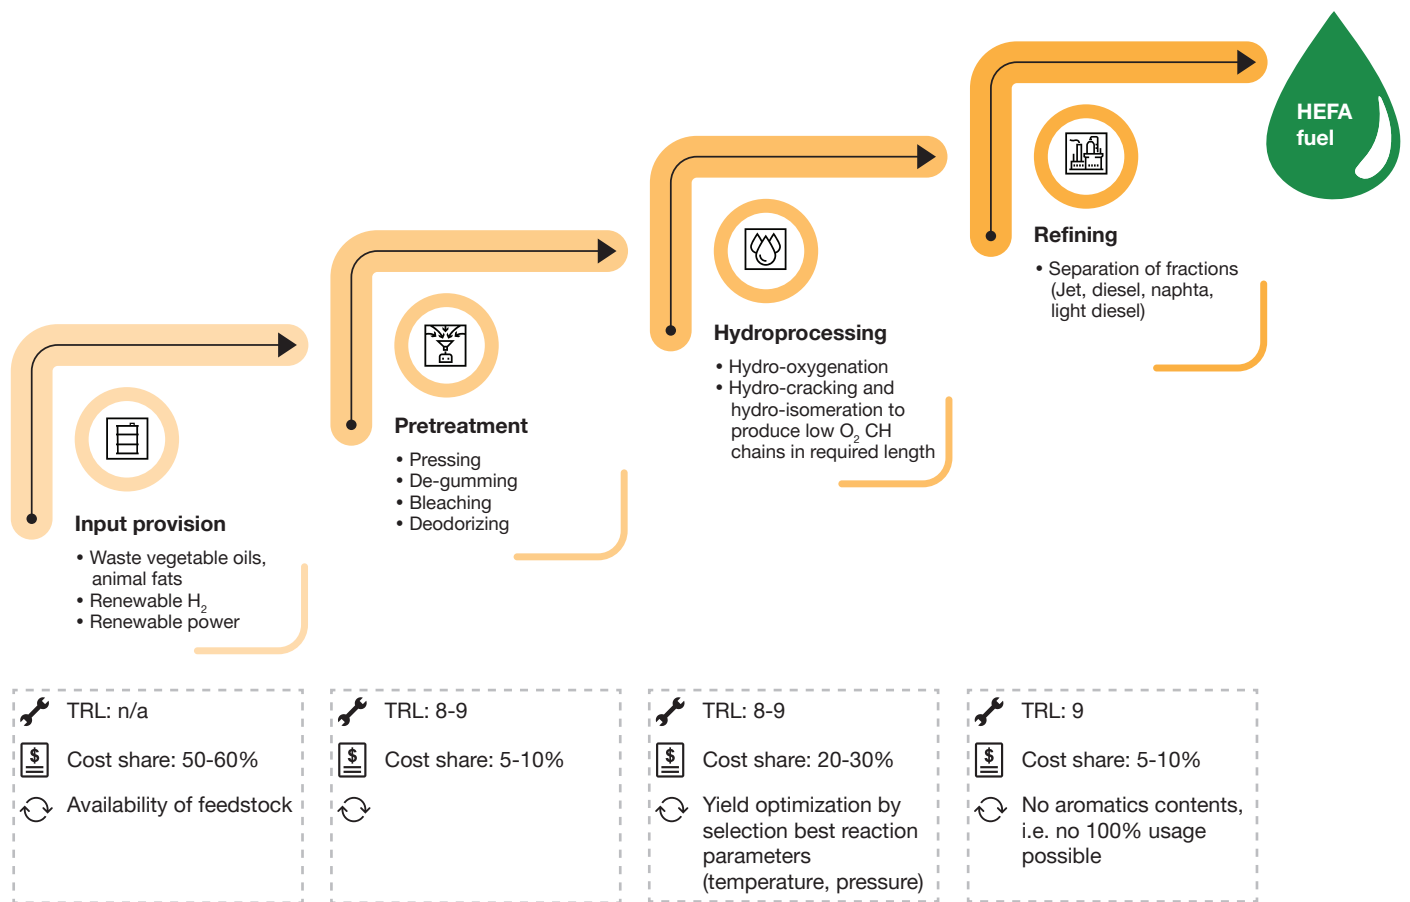 HEFA
fuel
Refining
• Separation of fractions
(Jet, diesel, naphta,
light diesel)
Hydroprocessing
• Hydro-oxygenation
• Hydro-cracking and
hydro-isomeration to
produce low O₂ CH
chains in required length
Pretreatment
• Pressing
• De-gumming
• Bleaching
• Deodorizing
Input provision
• Waste vegetable oils,
animal fats
• Renewable H₂
• Renewable power
TRL: n/a
$
Cost share: 50-60%
Availability of feedstock
TRL: 8-9
$
Cost share: 5-10%
TRL: 8-9
$
Cost share: 20-30%
Yield optimization by
selection best reaction
parameters
(temperature, pressure)
TRL: 9
$
Cost share: 5-10%
No aromatics contents,
i.e. no 100% usage
possible